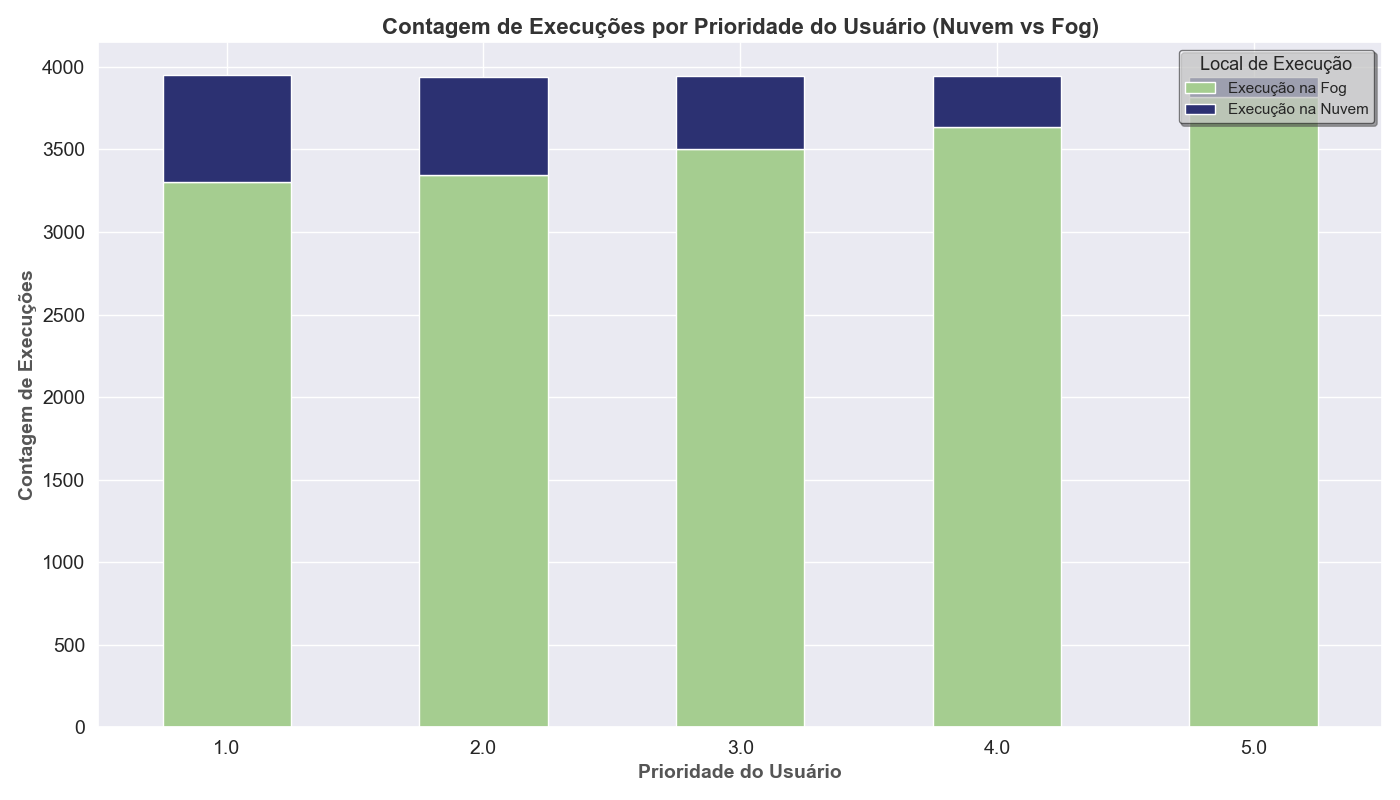 Contagem de Execuções por Prioridade do Usuário (Nuvem vs Fog)
Local de Execução
Execução na Fog
Execução na Nuvem
Contagem de Execuções
4000
3500
3000
2500
2000
1500
1000
500
0
1.0
2.0
3.0
4.0
5.0
Prioridade do Usuário